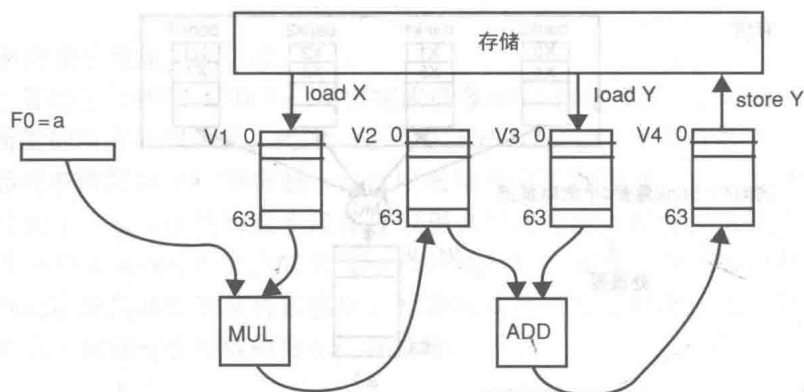 存储
load X
load Y
store Y
F0=a
V1 0
V2 0
V3 0
V4 0
63
63
63
63
MUL
ADD